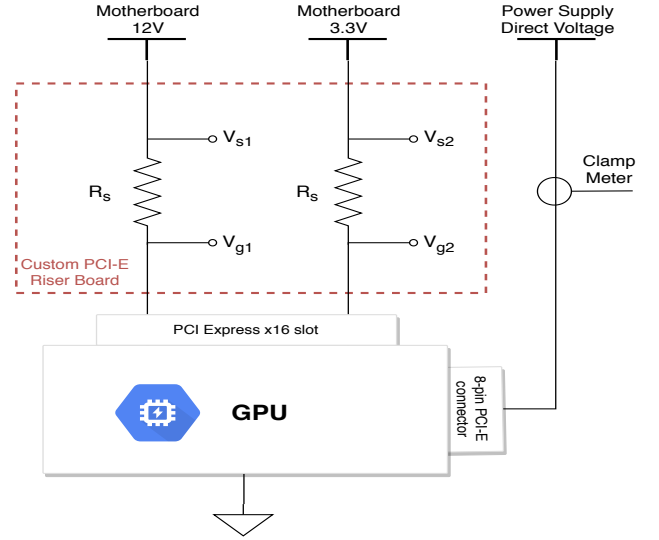 Motherboard
12V
Motherboard
3.3V
Power Supply
Direct Voltage
Vs1
Vs2
Clamp
Meter
Rs
Rs
Vg1
Vg2
Custom PCI-E
Riser Board
PCI Express x16 slot
GPU
8-pin PCI-E
connector